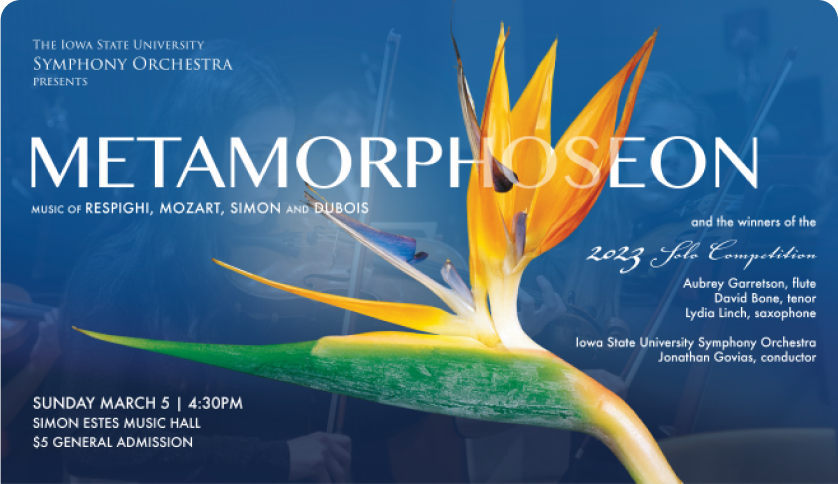 The Iowa State University
Symphony Orchestra
presents
METAMORPHOSEON
MUSIC OF RESPIGHI, MOZART, SIMON AND DUBOIS
and the winners of the
2023 Solo Competition
Aubrey Garretson, flute
David Bone, tenor
Lydia Linch, saxophone
Iowa State University Symphony Orchestra
Jonathan Govias, conductor
SUNDAY MARCH 5 | 4:30PM
SIMON ESTES MUSIC HALL
$5 GENERAL ADMISSION